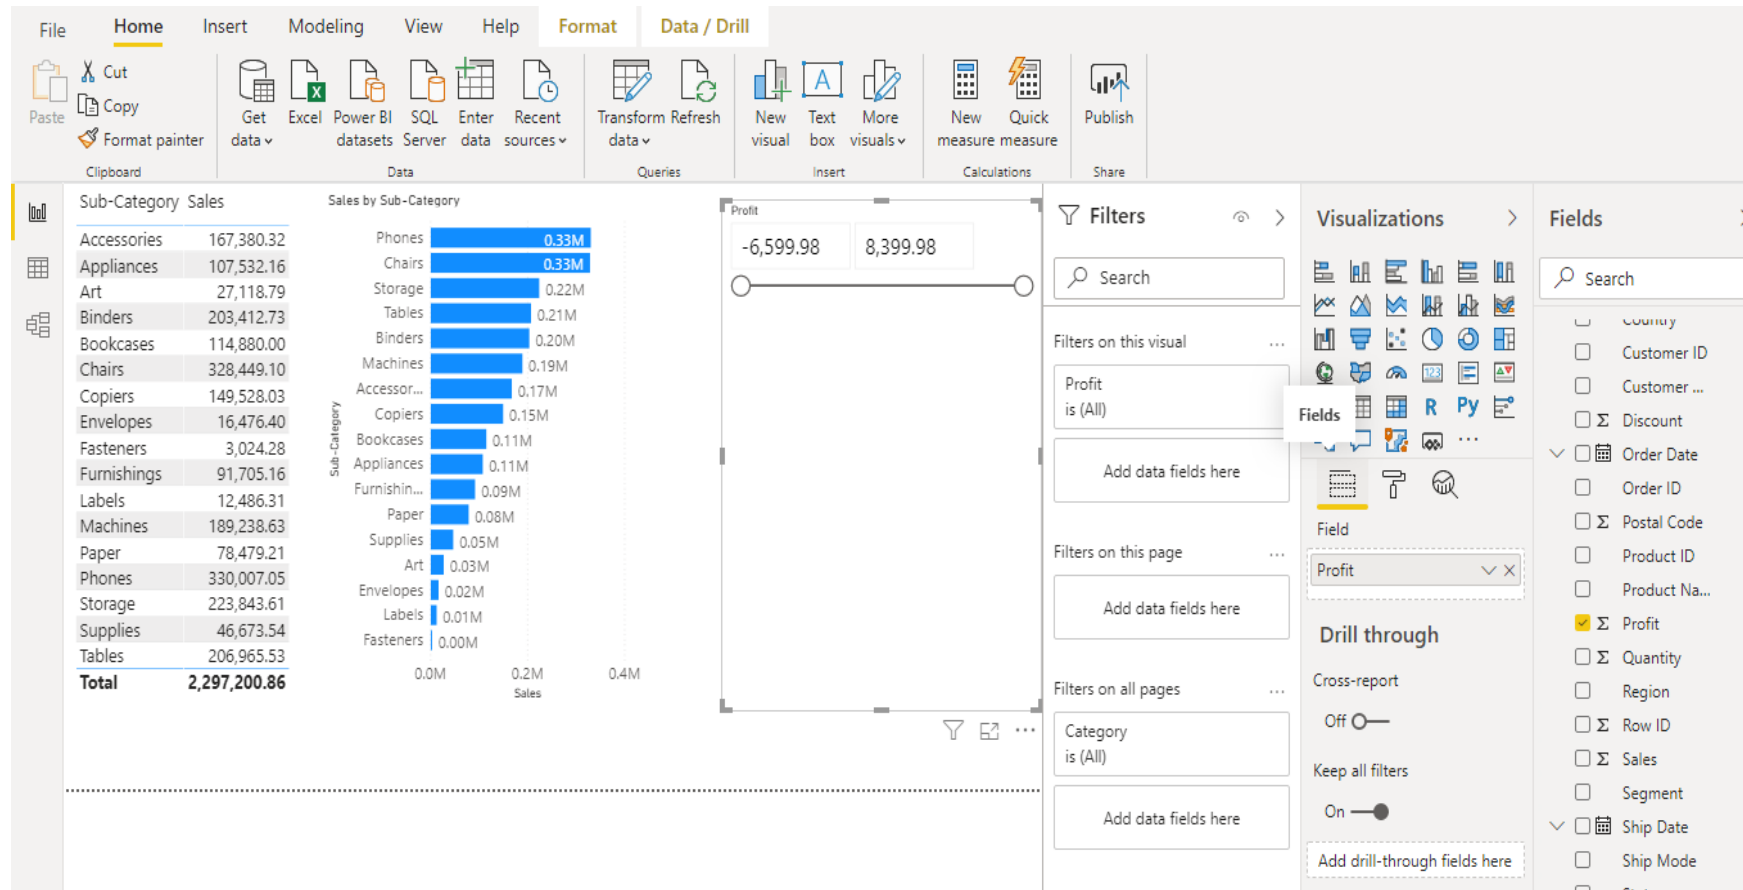 File Home Insert Modeling View Help Format Data / Drill
Paste
Cut
Copy
Format painter
Clipboard
Get data
Excel
Power BI datasets
SQL Server
Enter data
Recent sources
Data
Transform data
Refresh
Queries
New visual
Text box
More visuals
Insert
New measure
Quick measure
Calculations
Publish
Share
Sub-Category Sales
Accessories 167,380.32
Appliances 107,532.16
Art 27,118.79
Binders 203,412.73
Bookcases 114,880.00
Chairs 328,449.10
Copiers 149,528.03
Envelopes 16,476.40
Fasteners 3,024.28
Furnishings 91,705.16
Labels 12,486.31
Machines 189,238.63
Paper 78,479.21
Phones 330,007.05
Storage 223,843.61
Supplies 46,673.54
Tables 206,965.53
Total 2,297,200.86
Sales by Sub-Category
Sub-Category
Phones 0.33M
Chairs 0.33M
Storage 0.22M
Tables 0.21M
Binders 0.20M
Machines 0.19M
Accessor... 0.17M
Copiers 0.15M
Bookcases 0.11M
Appliances 0.11M
Furnishin... 0.09M
Paper 0.08M
Supplies 0.05M
Art 0.03M
Envelopes 0.02M
Labels 0.01M
Fasteners 0.00M
0.0M 0.2M 0.4M
Sales
Profit
-6,599.98 8,399.98
Filters
Search
Filters on this visual ...
Profit
is (All)
Add data fields here
Filters on this page ...
Add data fields here
Filters on all pages ...
Category
is (All)
Add data fields here
Visualizations
123
R Py
Fields
...
Field
Profit
Drill through
Cross-report
Off
Keep all filters
On
Add drill-through fields here
Fields
Search
Country
Customer ID
Customer ...
Σ Discount
Order Date
Order ID
Σ Postal Code
Product ID
Product Na...
Σ Profit
Σ Quantity
Region
Σ Row ID
Σ Sales
Segment
Ship Date
Ship Mode